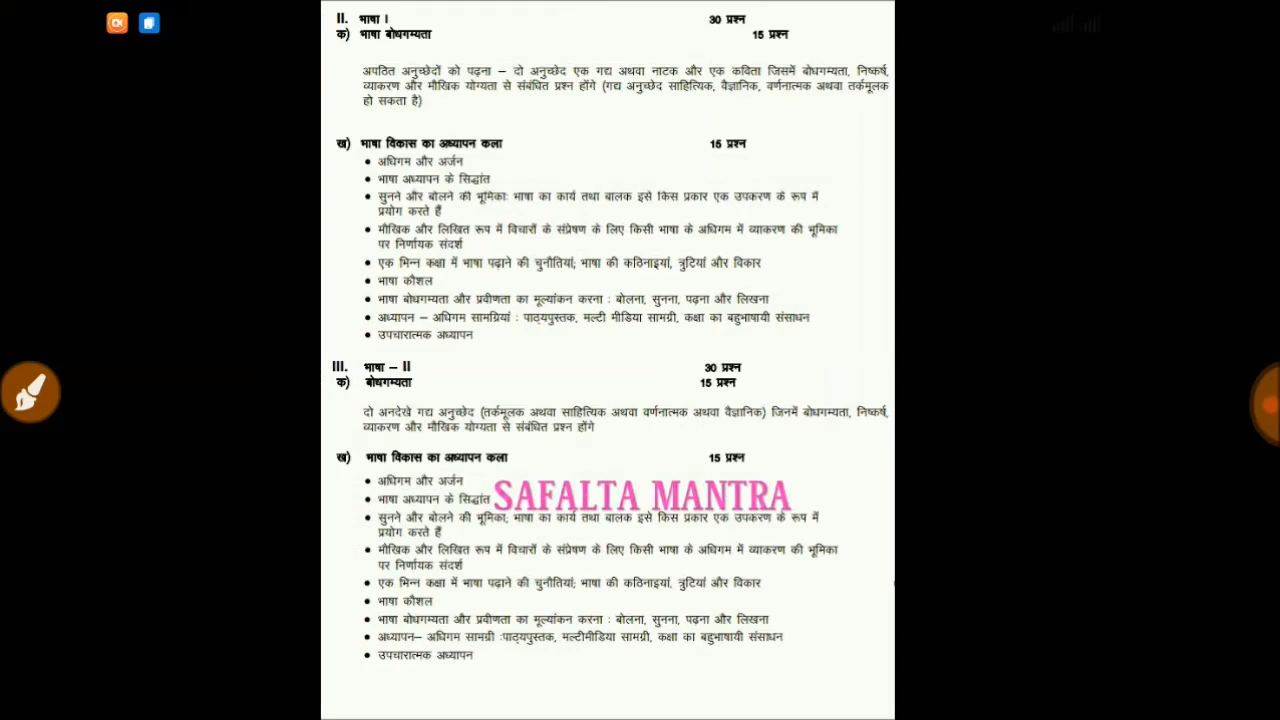 II. भाषा I 30 प्रश्न
क) भाषा बोधगम्यता 15 प्रश्न
अपठित अनुच्छेदों को पढ़ना – दो अनुच्छेद एक गद्य अथवा नाटक और एक कविता जिसमें बोधगम्यता, निष्कर्ष,
व्याकरण और मौखिक योग्यता से संबंधित प्रश्न होंगे (गद्य अनुच्छेद साहित्यिक, वैज्ञानिक, वर्णनात्मक अथवा तर्कमूलक
हो सकता है)
ख) भाषा विकास का अध्यापन कला 15 प्रश्न
• अधिगम और अर्जन
• भाषा अध्यापन के सिद्धांत
• सुनने और बोलने की भूमिकाः भाषा का कार्य तथा बालक इसे किस प्रकार एक उपकरण के रूप में
प्रयोग करते हैं
• मौखिक और लिखित रूप में विचारों के संप्रेषण के लिए किसी भाषा के अधिगम में व्याकरण की भूमिका
पर निर्णायक संदर्श
• एक भिन्न कक्षा में भाषा पढ़ाने की चुनौतियां; भाषा की कठिनाइयां, त्रुटियां और विकार
• भाषा कौशल
• भाषा बोधगम्यता और प्रवीणता का मूल्यांकन करना : बोलना, सुनना, पढ़ना और लिखना
• अध्यापन – अधिगम सामग्रियां : पाठ्यपुस्तक, मल्टी मीडिया सामग्री, कक्षा का बहुभाषायी संसाधन
• उपचारात्मक अध्यापन
III. भाषा – II 30 प्रश्न
क) बोधगम्यता 15 प्रश्न
दो अनदेखे गद्य अनुच्छेद (तर्कमूलक अथवा साहित्यिक अथवा वर्णनात्मक अथवा वैज्ञानिक) जिनमें बोधगम्यता, निष्कर्ष,
व्याकरण और मौखिक योग्यता से संबंधित प्रश्न होंगे
ख) भाषा विकास का अध्यापन कला 15 प्रश्न
• अधिगम और अर्जन
• भाषा अध्यापन के सिद्धांत SAFALTA MANTRA
• सुनने और बोलने की भूमिका; भाषा का कार्य तथा बालक इसे किस प्रकार एक उपकरण के रूप में
प्रयोग करते हैं
• मौखिक और लिखित रूप में विचारों के संप्रेषण के लिए किसी भाषा के अधिगम में व्याकरण की भूमिका
पर निर्णायक संदर्श
• एक भिन्न कक्षा में भाषा पढ़ाने की चुनौतियां; भाषा की कठिनाइयां, त्रुटियां और विकार
• भाषा कौशल
• भाषा बोधगम्यता और प्रवीणता का मूल्यांकन करना : बोलना, सुनना, पढ़ना और लिखना
• अध्यापन– अधिगम सामग्री :पाठ्यपुस्तक, मल्टीमीडिया सामग्री, कक्षा का बहुभाषायी संसाधन
• उपचारात्मक अध्यापन